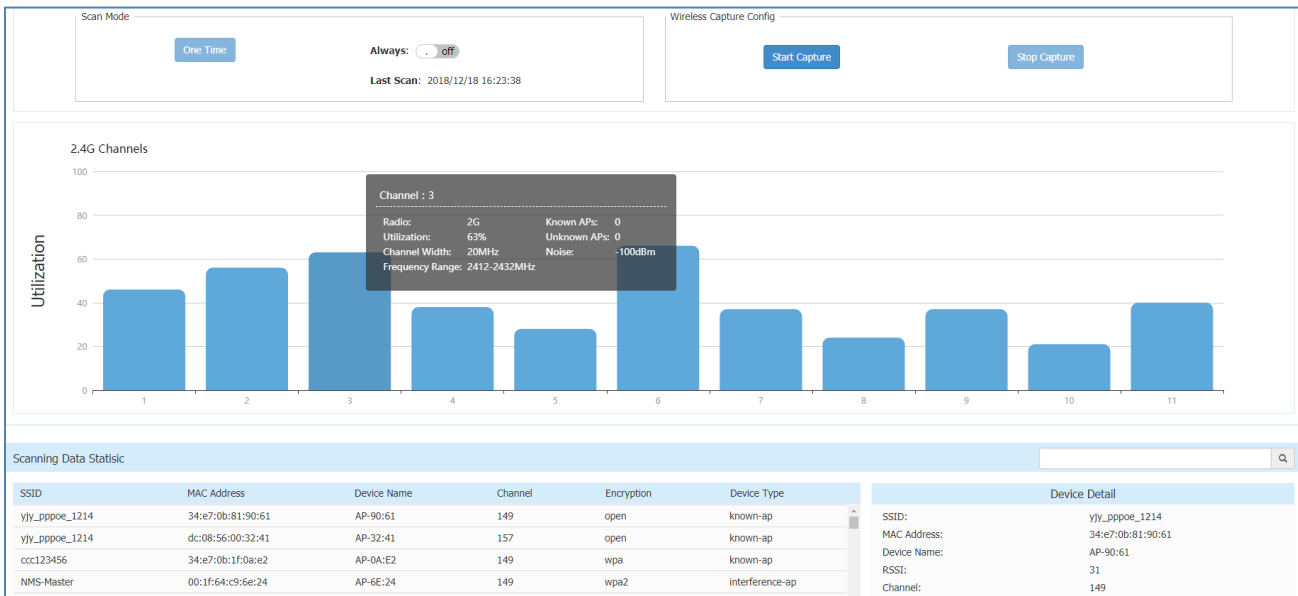 Scan Mode
One Time
Always: . off
Last Scan: 2018/12/18 16:23:38
Wireless Capture Config
Start Capture
Stop Capture
2.4G Channels
Utilization
100
80
60
40
20
0
1 2 3 4 5 6 7 8 9 10 11
Channel : 3
Radio: 2G Known APs: 0
Utilization: 63% Unknown APs: 0
Channel Width: 20MHz Noise: -100dBm
Frequency Range: 2412-2432MHz
Scanning Data Statisic
SSID MAC Address Device Name Channel Encryption Device Type
yjy_pppoe_1214 34:e7:0b:81:90:61 AP-90:61 149 open known-ap
yjy_pppoe_1214 dc:08:56:00:32:41 AP-32:41 157 open known-ap
ccc123456 34:e7:0b:1f:0a:e2 AP-0A:E2 149 wpa known-ap
NMS-Master 00:1f:64:c9:6e:24 AP-6E:24 149 wpa2 interference-ap
Device Detail
SSID: yjy_pppoe_1214
MAC Address: 34:e7:0b:81:90:61
Device Name: AP-90:61
RSSI: 31
Channel: 149